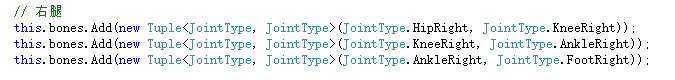 // 右腿
this.bones.Add(new Tuple<JointType, JointType>(JointType.HipRight, JointType.KneeRight));
this.bones.Add(new Tuple<JointType, JointType>(JointType.KneeRight, JointType.AnkleRight));
this.bones.Add(new Tuple<JointType, JointType>(JointType.AnkleRight, JointType.FootRight));